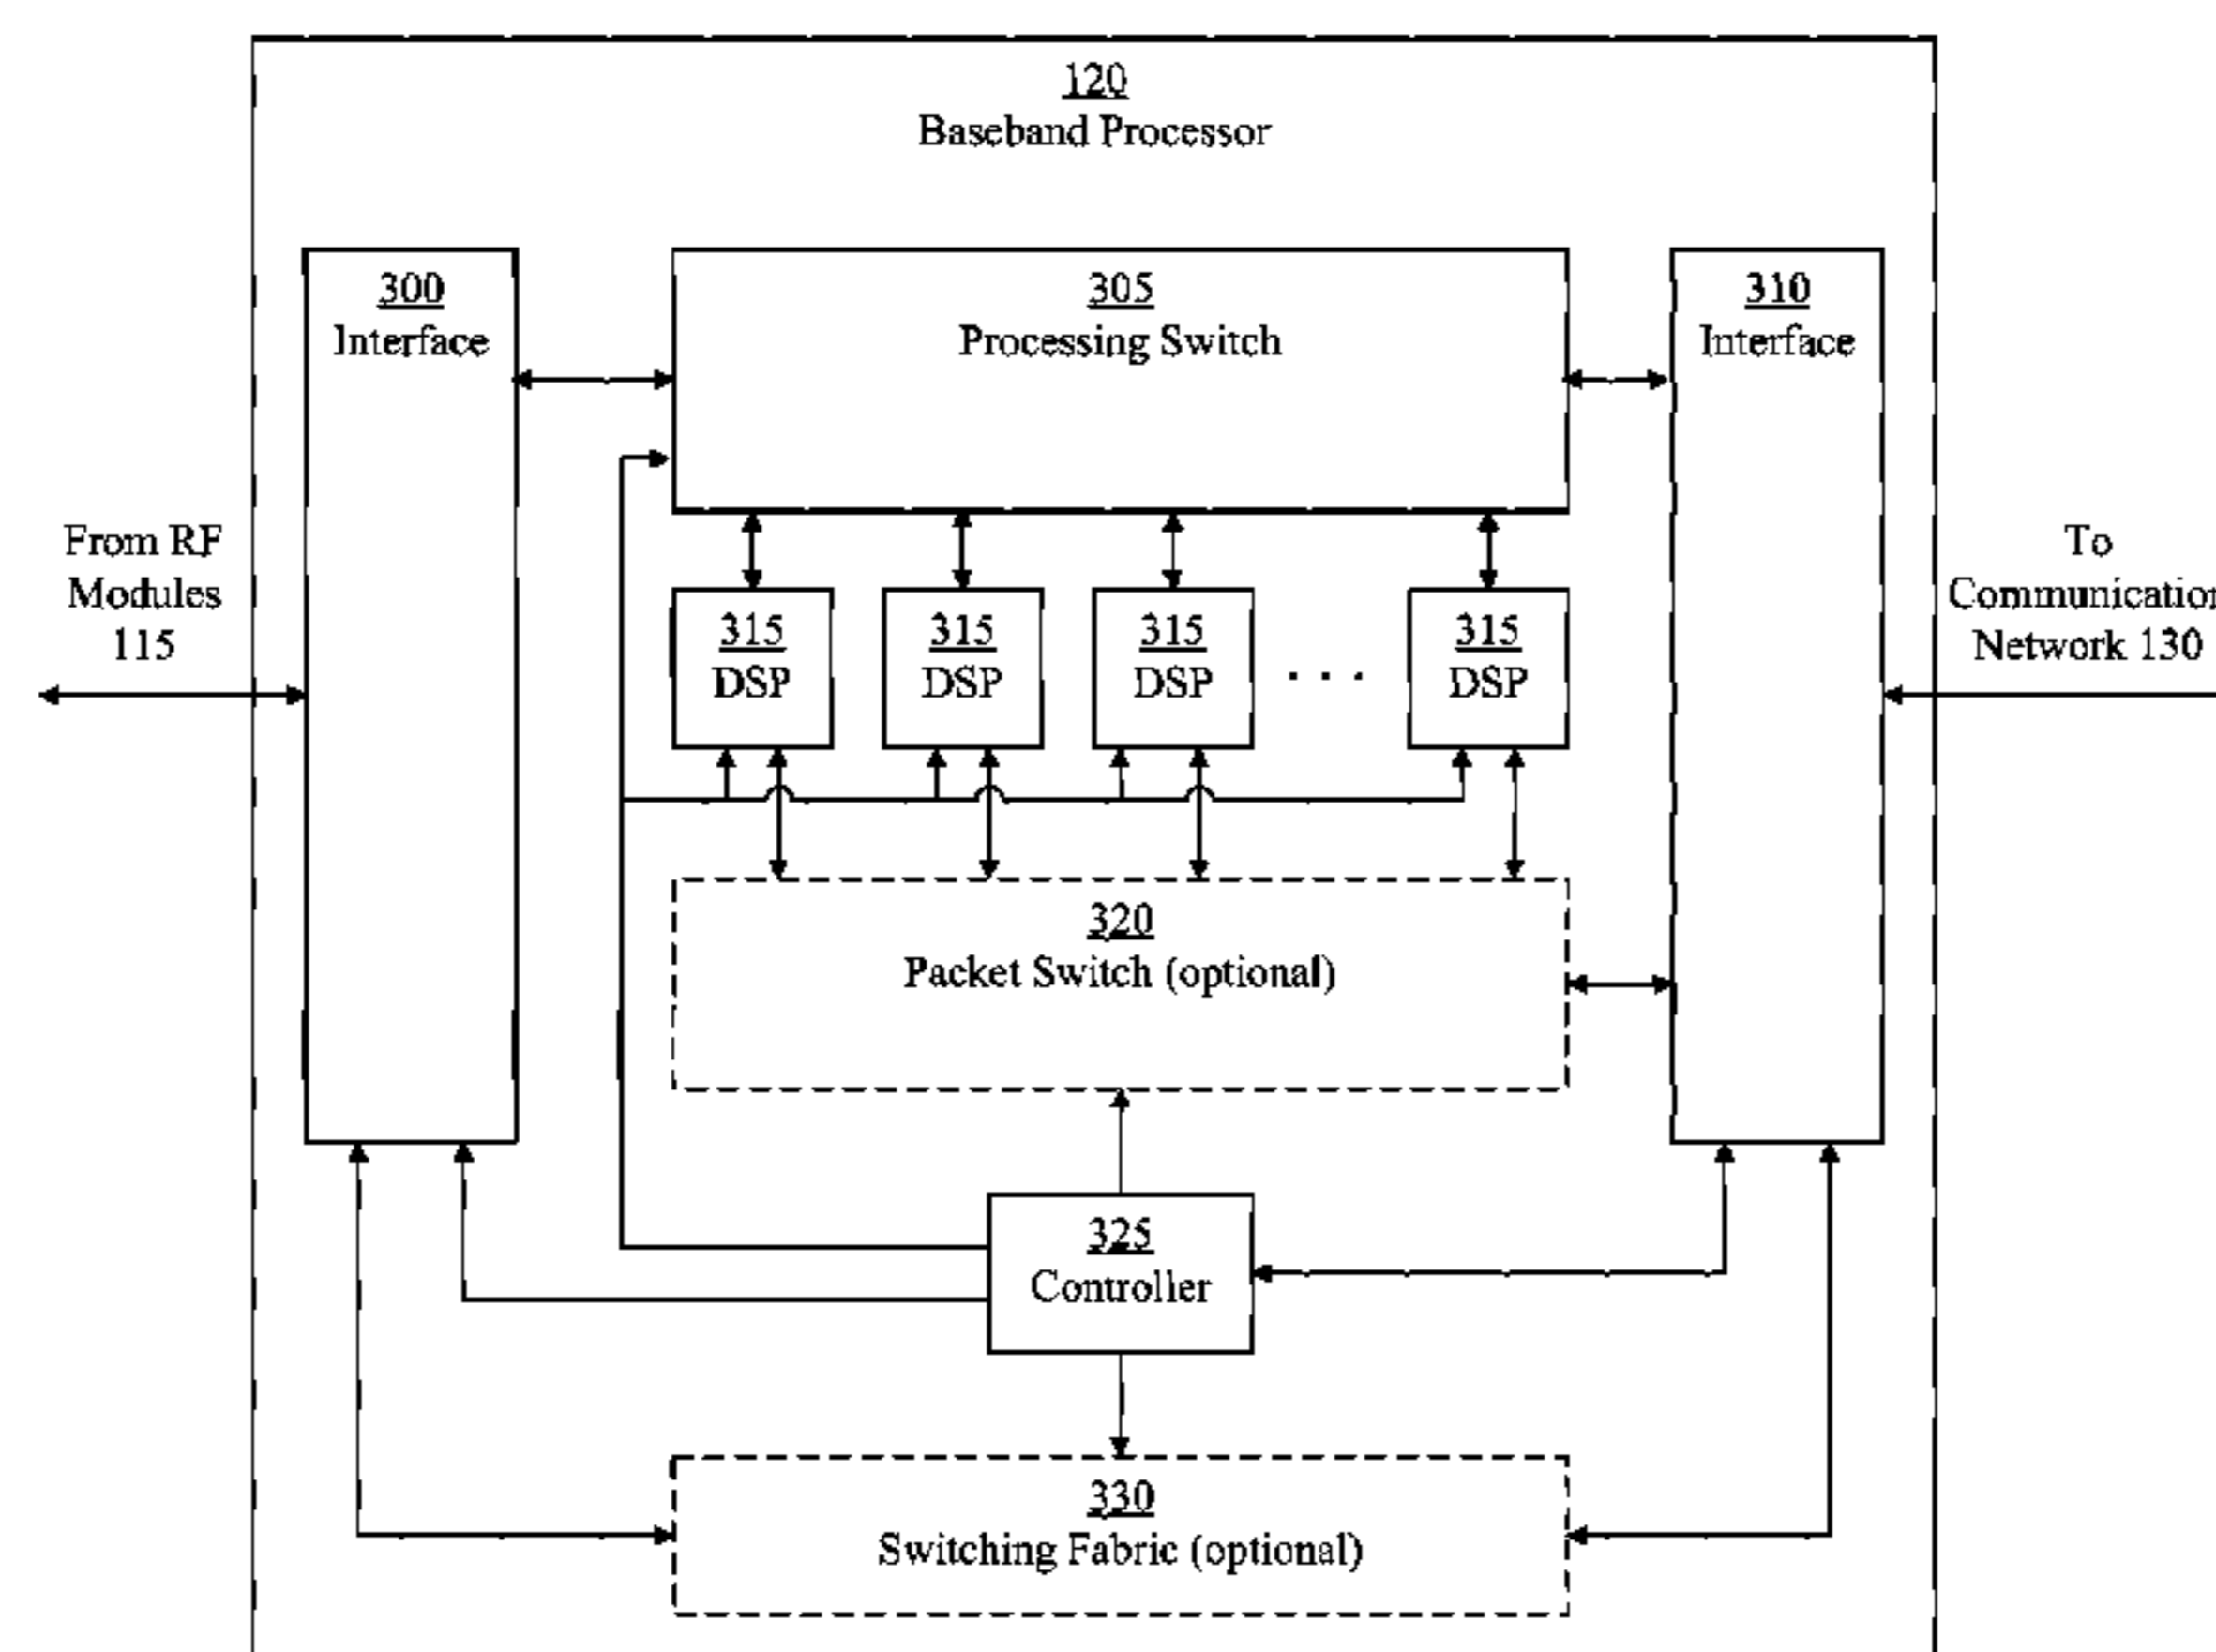 120
Baseband Processor
300
Interface
305
Processing Switch
310
Interface
From RF
Modules
115
To
Communication
Network 130
315
DSP
315
DSP
315
DSP
. . .
315
DSP
320
Packet Switch (optional)
325
Controller
330
Switching Fabric (optional)